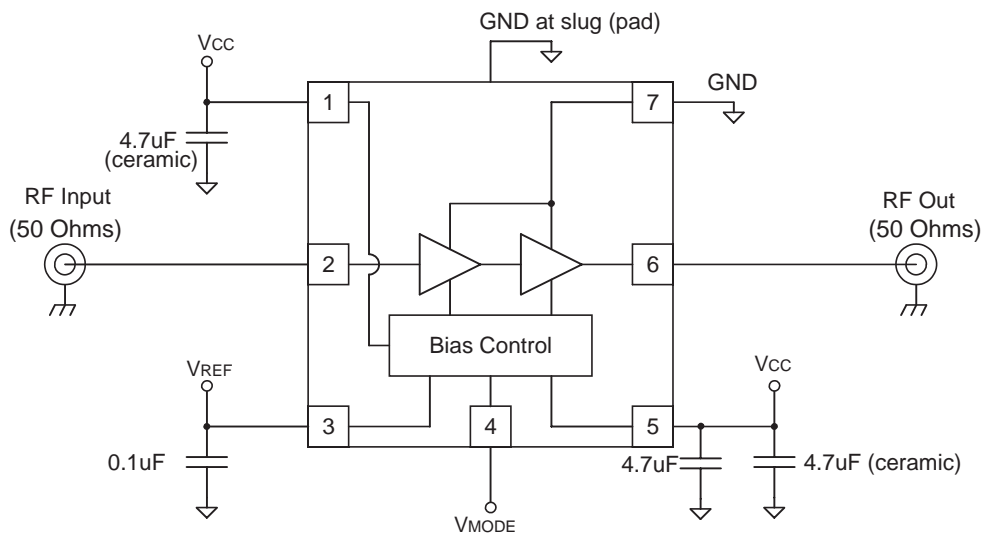 GND at slug (pad)
VCC
GND
1
7
4.7uF
(ceramic)
RF Input
(50 Ohms)
RF Out
(50 Ohms)
2
6
Bias Control
VREF
VCC
3
4
5
0.1uF
4.7uF
4.7uF (ceramic)
VMODE